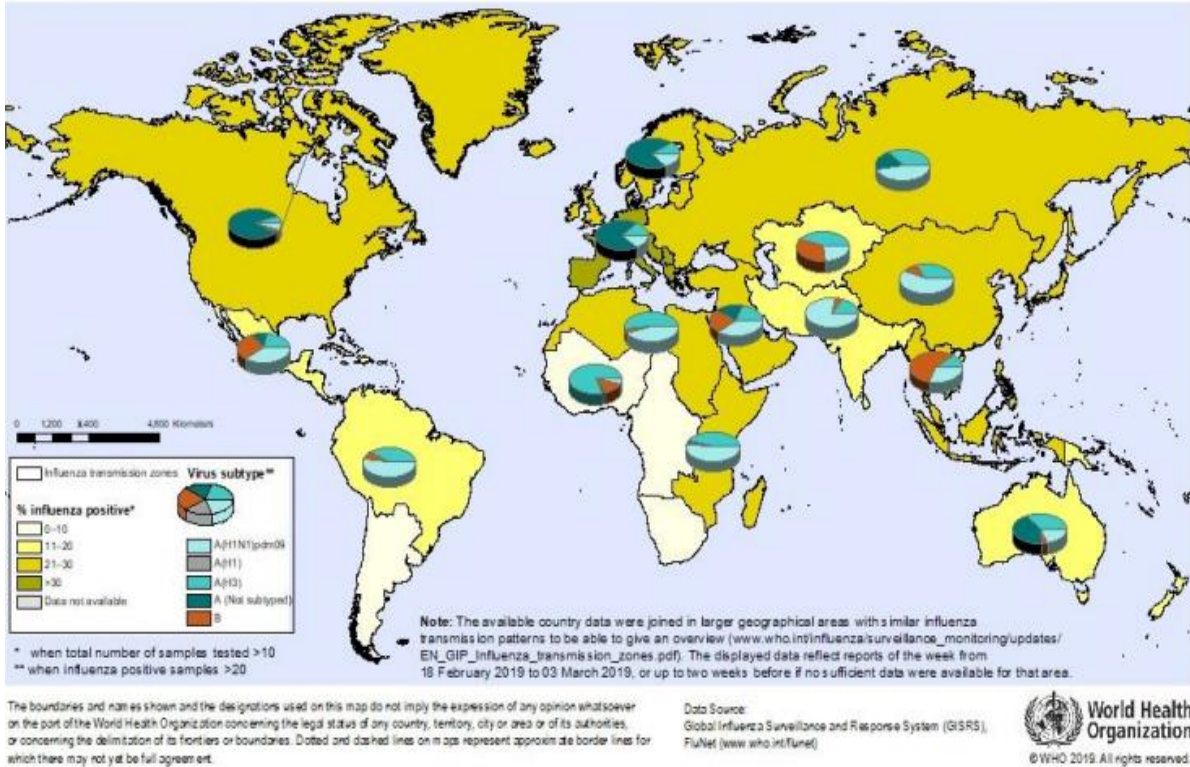 0 1,200 2,400 4,800 Kilometers
Influenza transmission zones
Virus subtype**
% influenza positive*
0–10
11–20
21–30
>30
Data not available
A(H1N1)pdm09
A(H1)
A(H3)
A (Not subtyped)
B
* when total number of samples tested >10
** when influenza positive samples >20
Note: The available country data were joined in larger geographical areas with similar influenza
transmission patterns to be able to give an overview (www.who.int/influenza/surveillance_monitoring/updates/
EN_GIP_Influenza_transmission_zones.pdf). The displayed data reflect reports of the week from
18 February 2019 to 03 March 2019, or up to two weeks before if no sufficient data were available for that area.
The boundaries and names shown and the designations used on this map do not imply the expression of any opinion whatsoever
on the part of the World Health Organization concerning the legal status of any country, territory, city or area or of its authorities,
or concerning the delimitation of its frontiers or boundaries. Dotted and dashed lines on maps represent approximate border lines for
which there may not yet be full agreement.
Data Source:
Global Influenza Surveillance and Response System (GISRS),
FluNet (www.who.int/flunet)
World Health
Organization
© WHO 2019. All rights reserved.